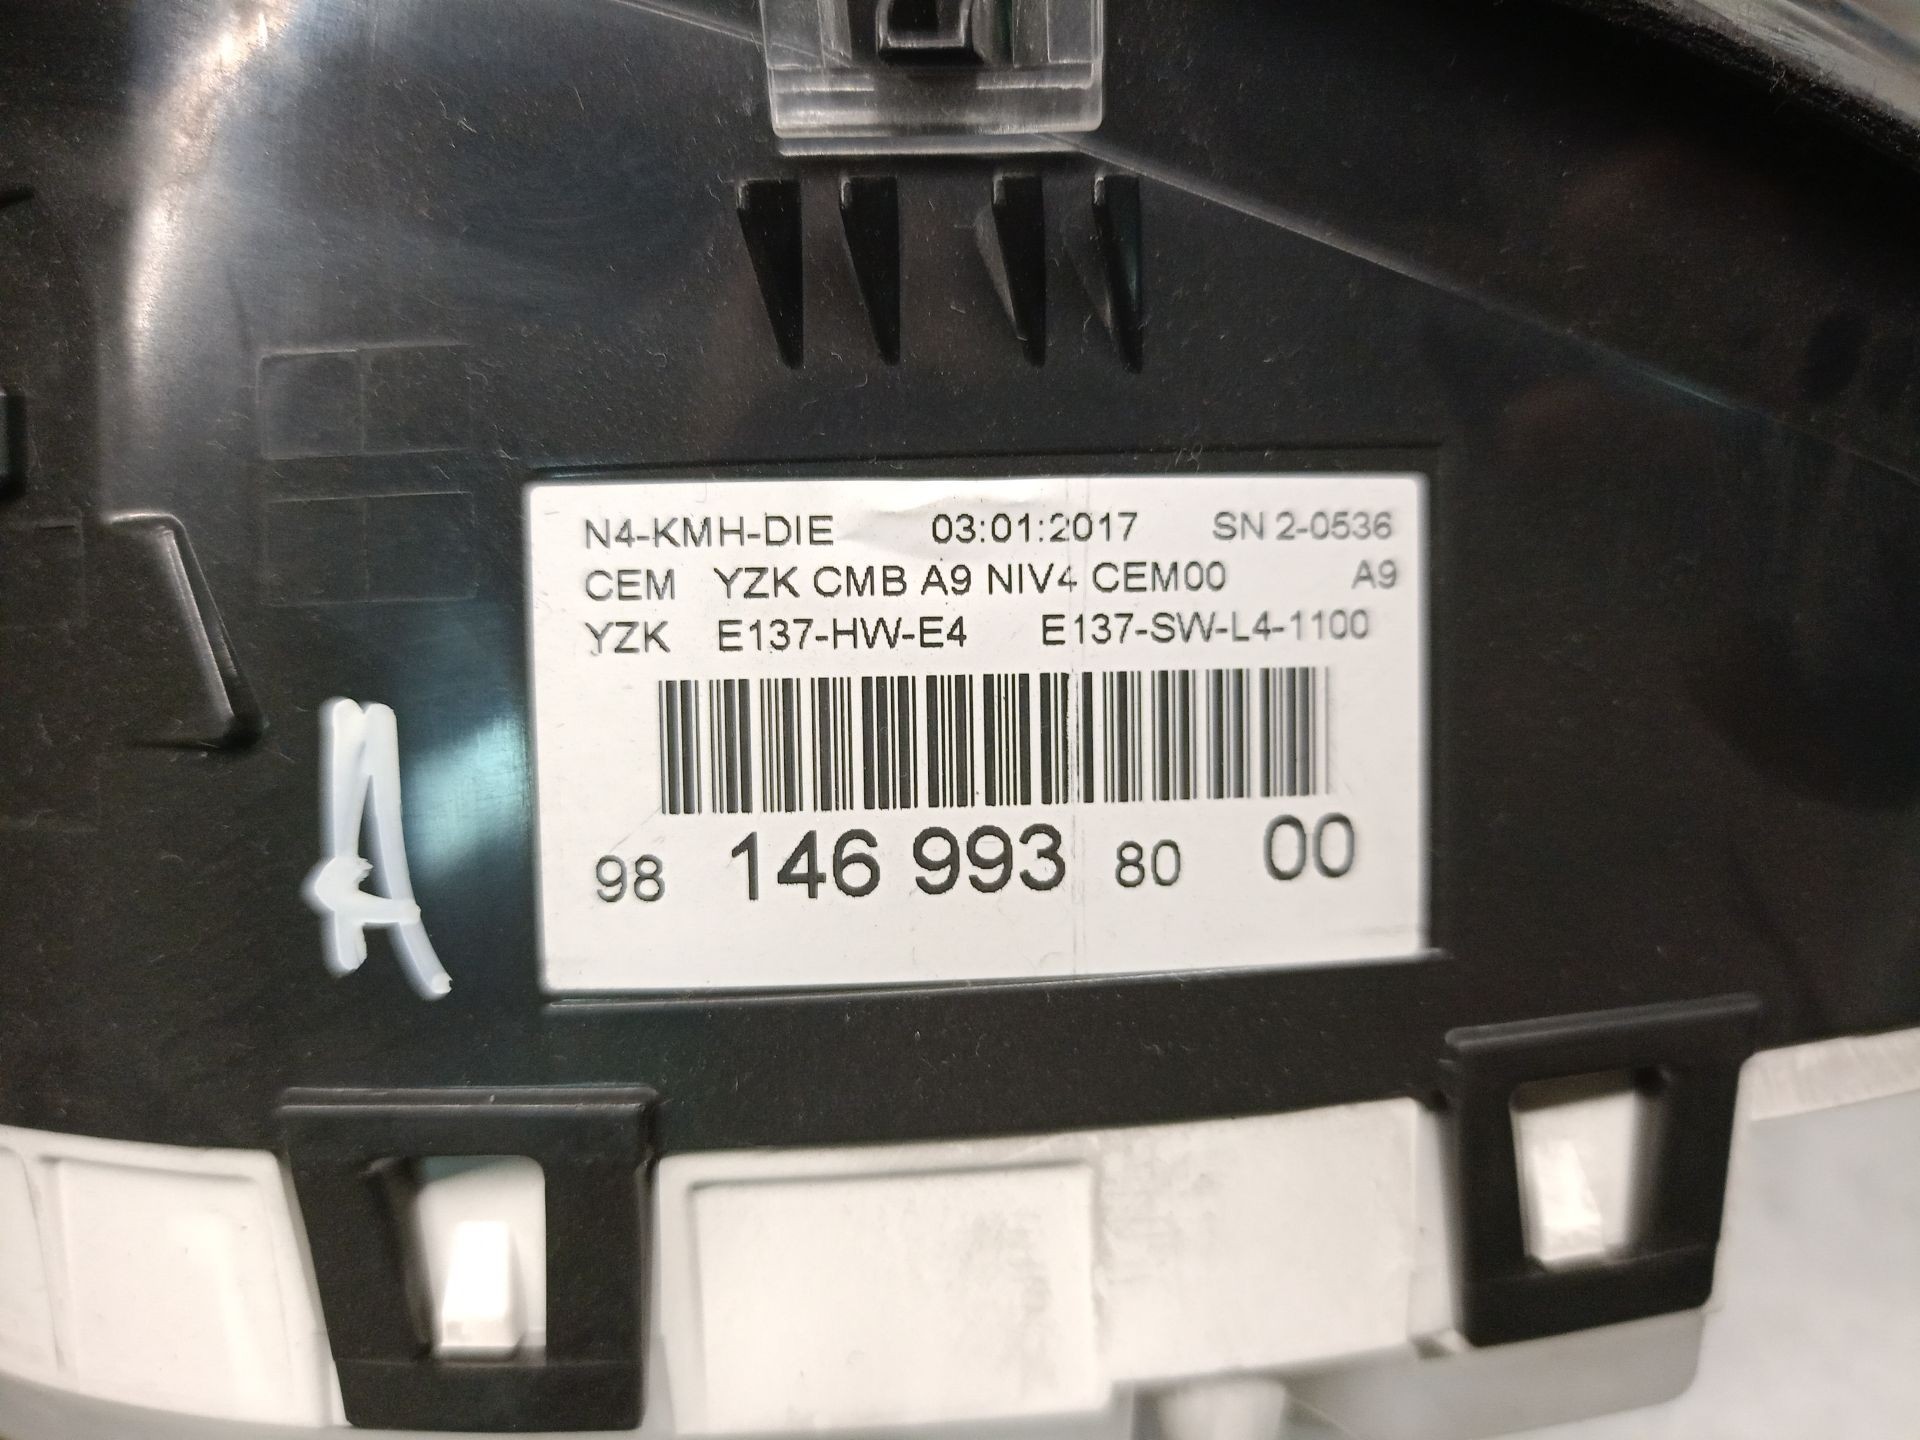 N4-KMH-DIE 03:01:2017 SN 2-0536
CEM YZK CMB A9 NIV4 CEM00 A9
YZK E137-HW-E4 E137-SW-L4-1100
98 146 993 80 00
A